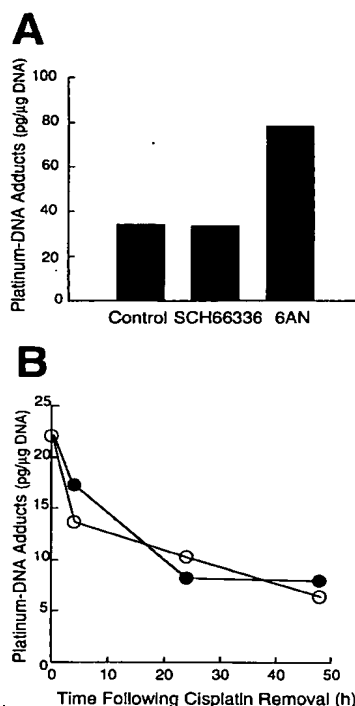 A
Platinum-DNA Adducts (pg/μg DNA)
100
80
60
40
20
0
Control SCH66336 6AN
B
Platinum-DNA Adducts (pg/μg DNA)
25
20
15
10
5
0 10 20 30 40 50
Time Following Cisplatin Removal (h)